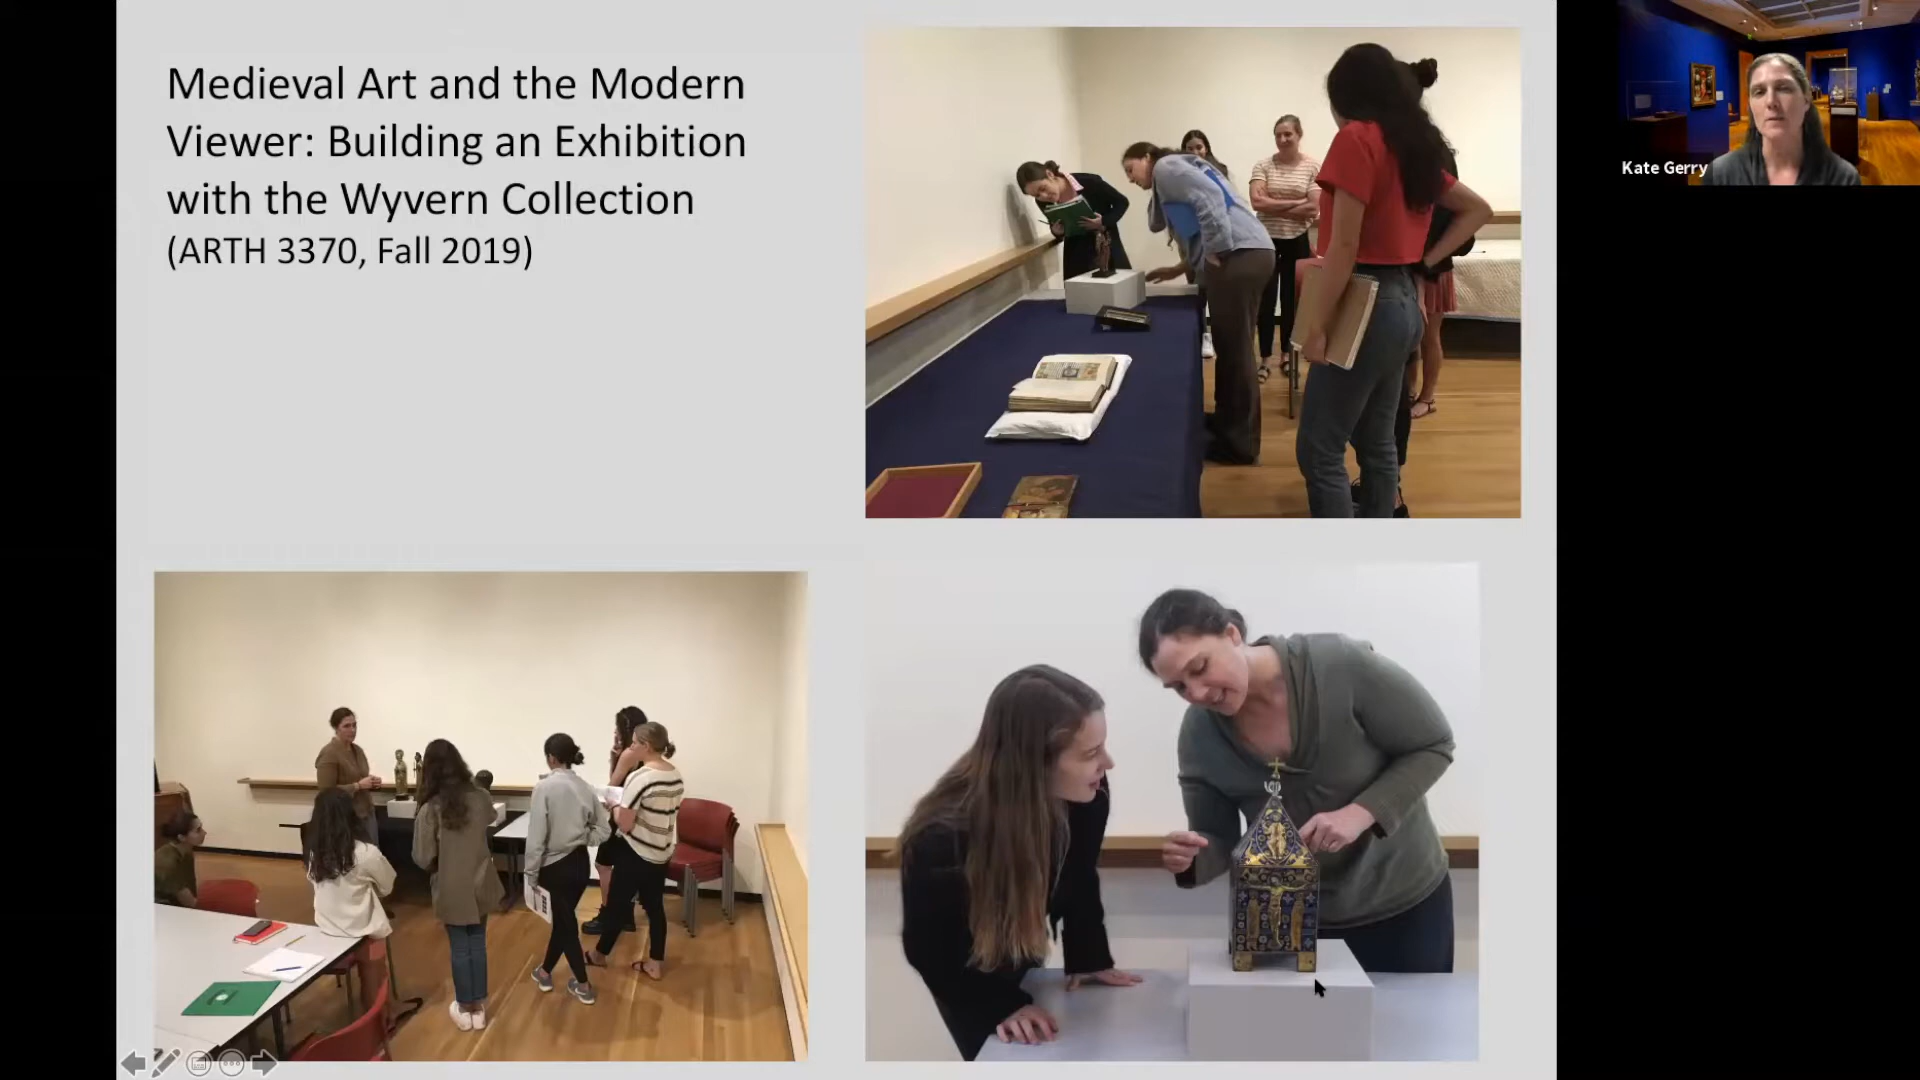 Medieval Art and the Modern
Viewer: Building an Exhibition
with the Wyvern Collection
(ARTH 3370, Fall 2019)
Kate Gerry